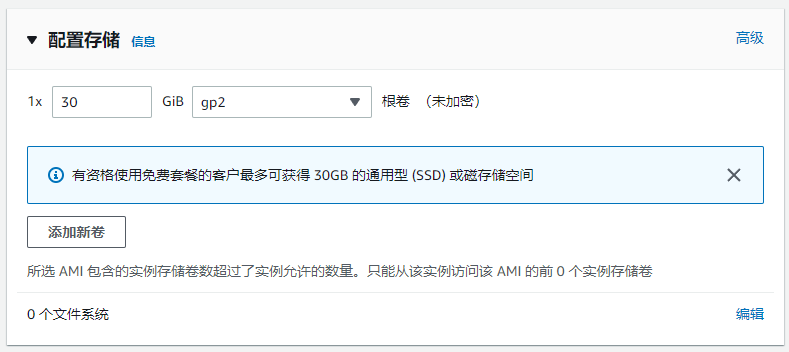 配置存储 信息 高级
1x 30 GiB gp2 根卷 （未加密）
有资格使用免费套餐的客户最多可获得 30GB 的通用型 (SSD) 或磁存储空间
添加新卷
所选 AMI 包含的实例存储卷数超过了实例允许的数量。只能从该实例访问该 AMI 的前 0 个实例存储卷
0 个文件系统 编辑